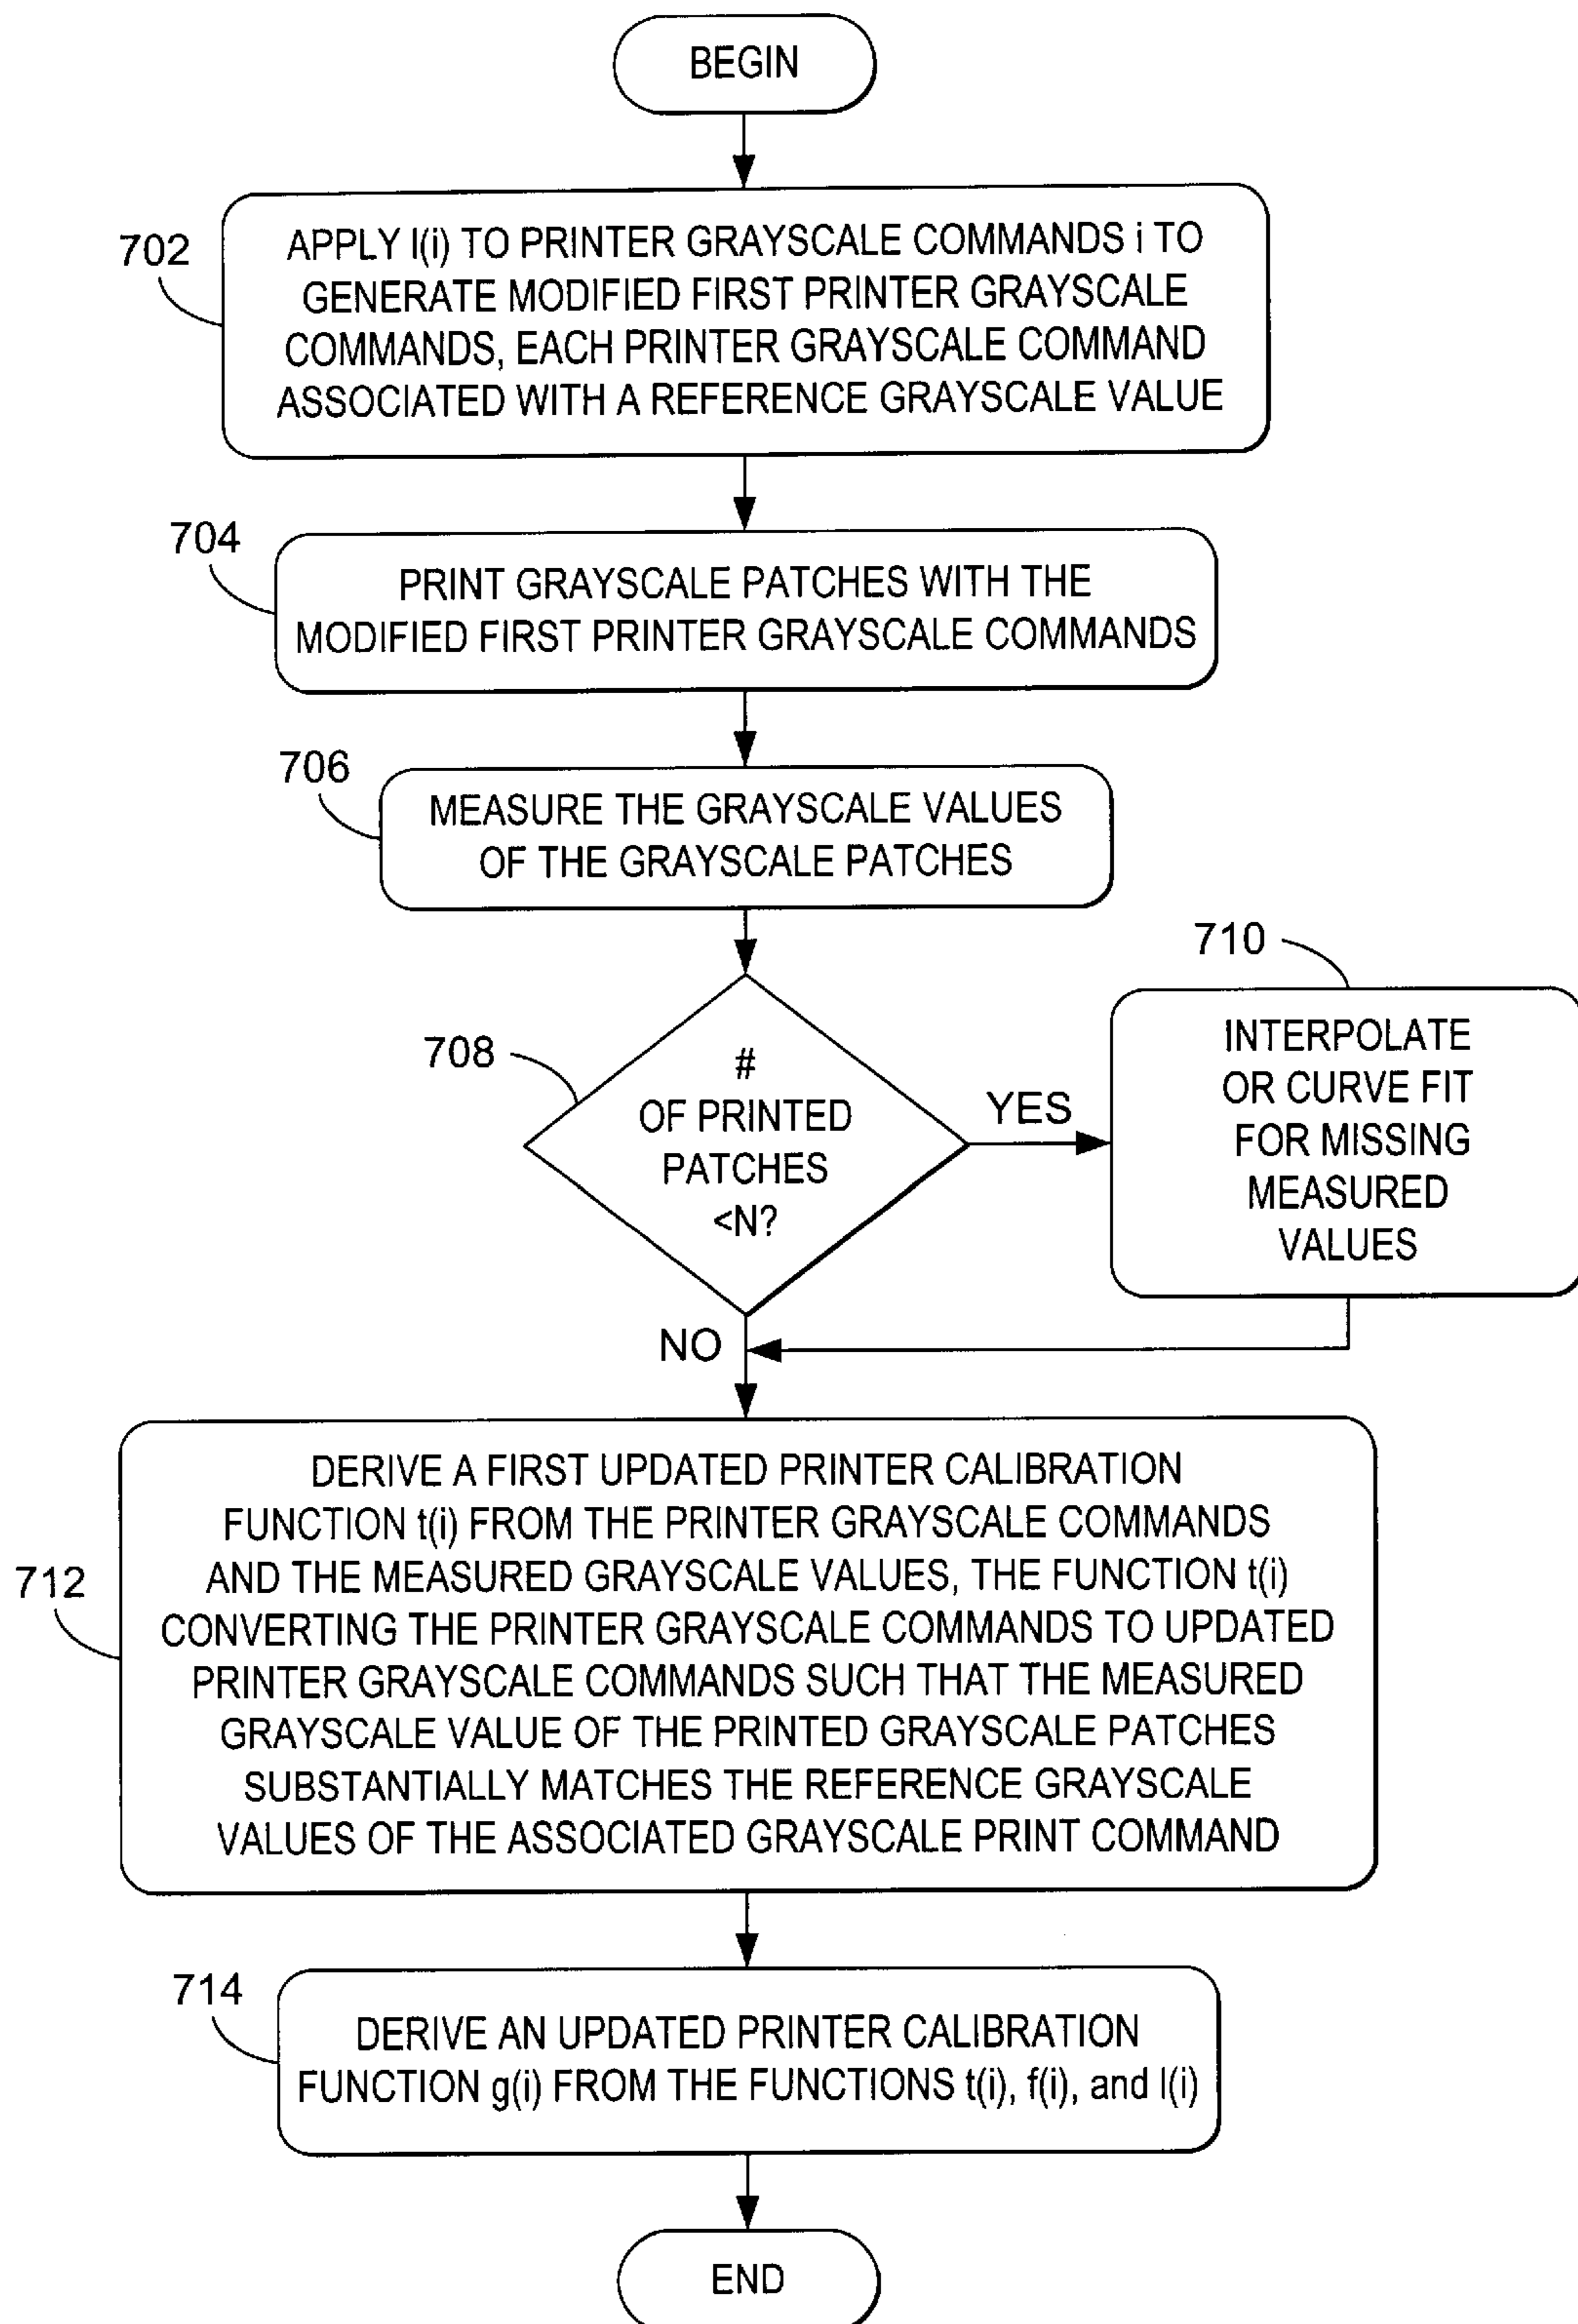 BEGIN
702
APPLY l(i) TO PRINTER GRAYSCALE COMMANDS i TO
GENERATE MODIFIED FIRST PRINTER GRAYSCALE
COMMANDS, EACH PRINTER GRAYSCALE COMMAND
ASSOCIATED WITH A REFERENCE GRAYSCALE VALUE
704
PRINT GRAYSCALE PATCHES WITH THE
MODIFIED FIRST PRINTER GRAYSCALE COMMANDS
706
MEASURE THE GRAYSCALE VALUES
OF THE GRAYSCALE PATCHES
708
#
OF PRINTED
PATCHES
<N?
YES
710
INTERPOLATE
OR CURVE FIT
FOR MISSING
MEASURED
VALUES
NO
712
DERIVE A FIRST UPDATED PRINTER CALIBRATION
FUNCTION t(i) FROM THE PRINTER GRAYSCALE COMMANDS
AND THE MEASURED GRAYSCALE VALUES, THE FUNCTION t(i)
CONVERTING THE PRINTER GRAYSCALE COMMANDS TO UPDATED
PRINTER GRAYSCALE COMMANDS SUCH THAT THE MEASURED
GRAYSCALE VALUE OF THE PRINTED GRAYSCALE PATCHES
SUBSTANTIALLY MATCHES THE REFERENCE GRAYSCALE
VALUES OF THE ASSOCIATED GRAYSCALE PRINT COMMAND
714
DERIVE AN UPDATED PRINTER CALIBRATION
FUNCTION g(i) FROM THE FUNCTIONS t(i), f(i), and l(i)
END